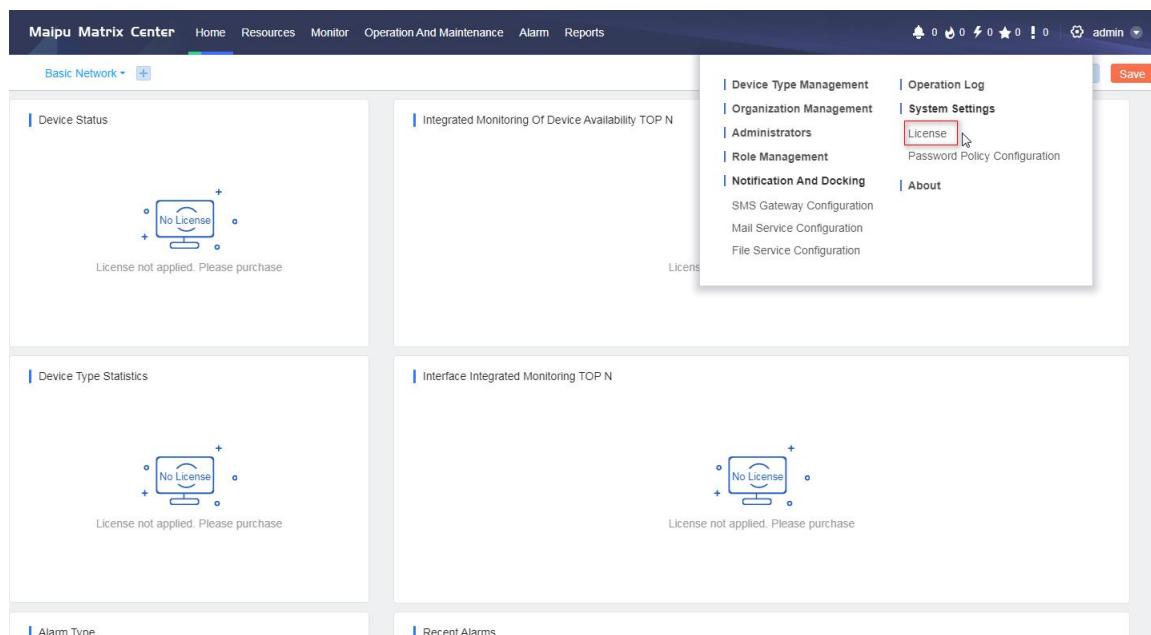 Maipu Matrix Center Home Resources Monitor Operation And Maintenance Alarm Reports 0 0 0 0 0 admin
Basic Network Save
Device Type Management
Organization Management
Administrators
Role Management
Notification And Docking
SMS Gateway Configuration
Mail Service Configuration
File Service Configuration
Operation Log
System Settings
License
Password Policy Configuration
About
Device Status
No License
License not applied. Please purchase
Integrated Monitoring Of Device Availability TOP N
Licens
Device Type Statistics
No License
License not applied. Please purchase
Interface Integrated Monitoring TOP N
No License
License not applied. Please purchase
Alarm Type
Recent Alarms